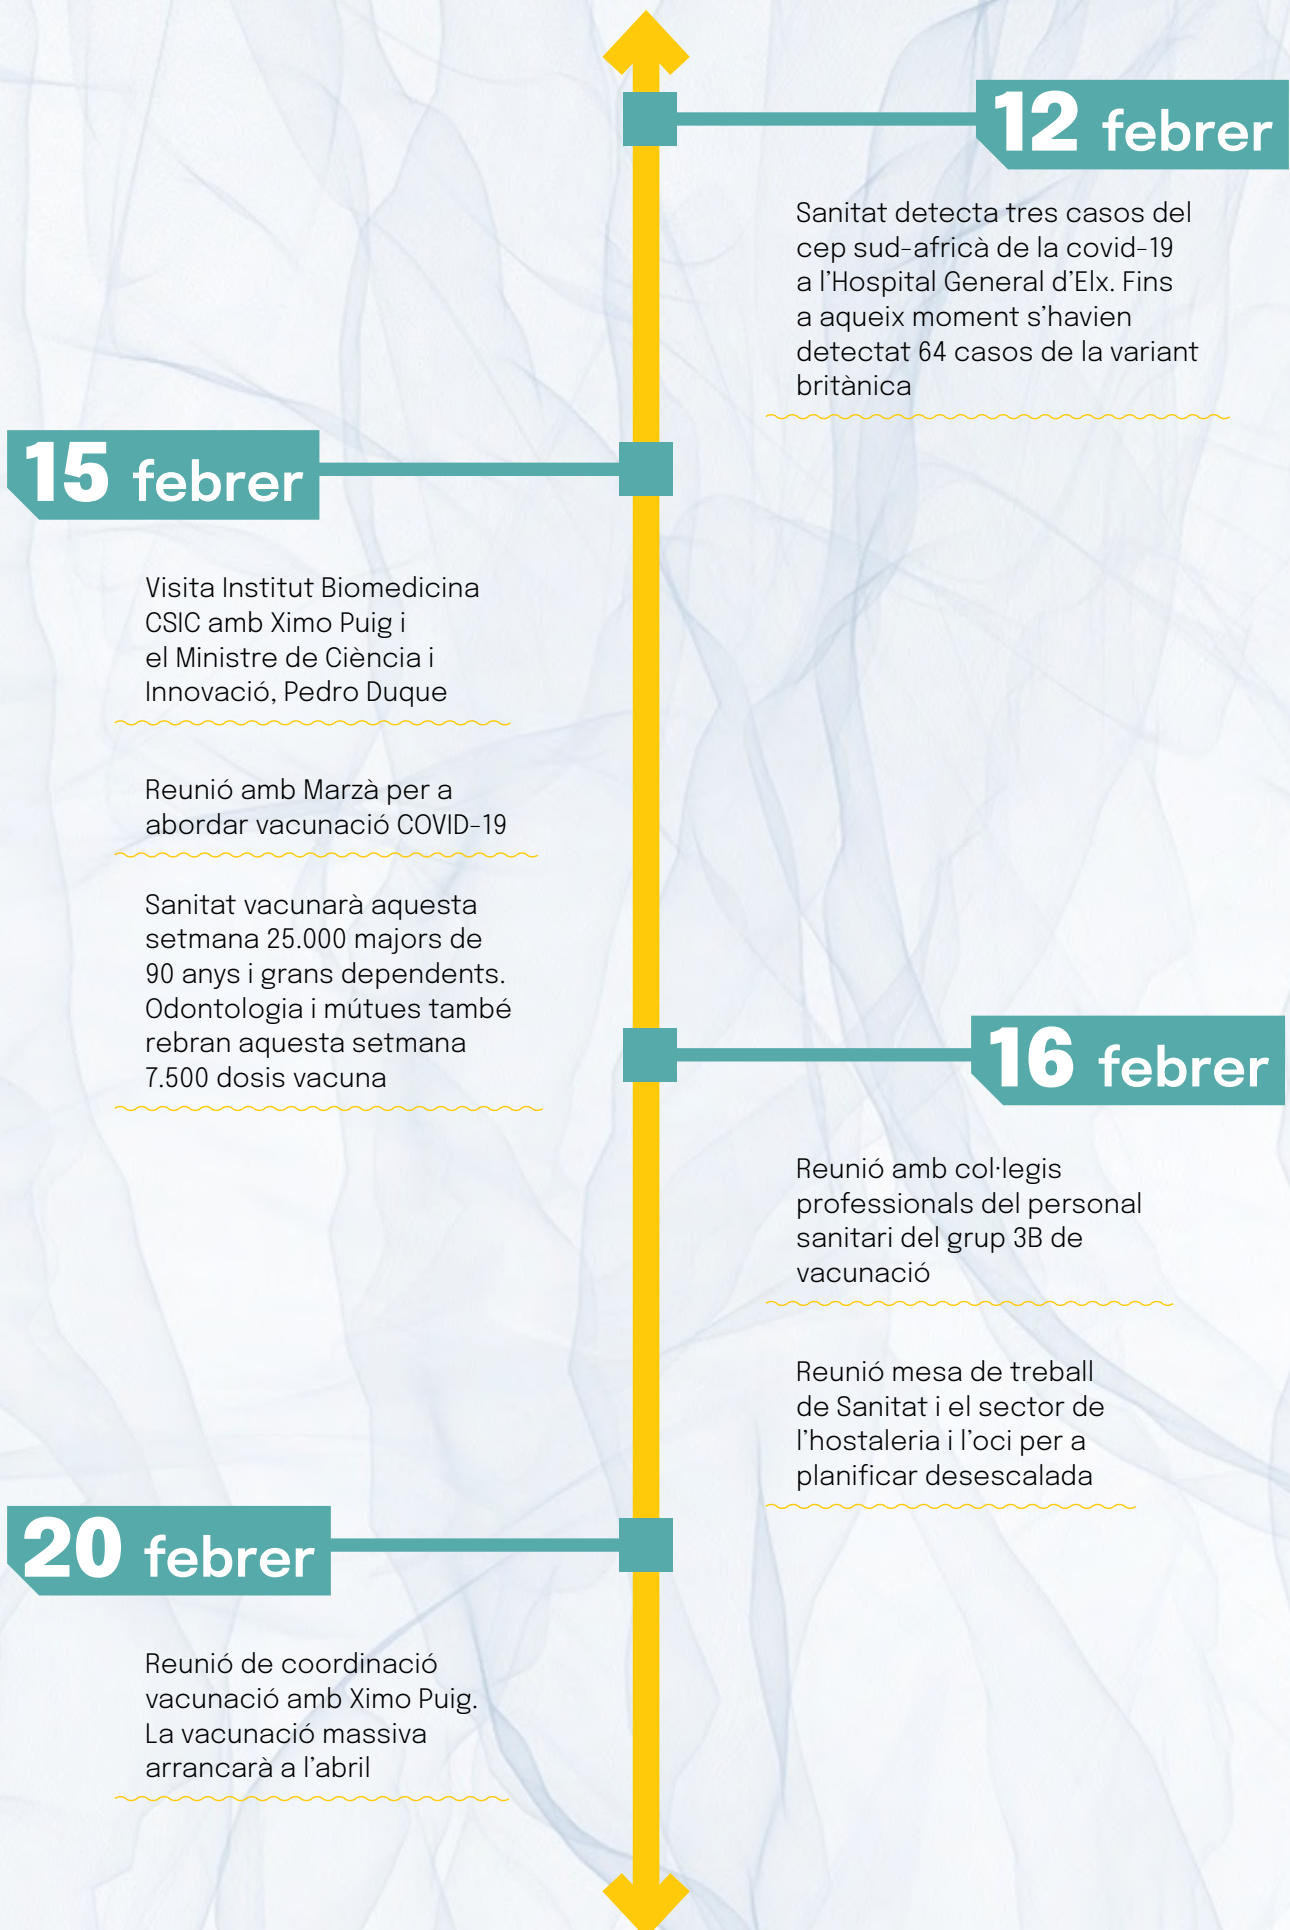 12 febrer
Sanitat detecta tres casos del
cep sud-africà de la covid-19
a l’Hospital General d’Elx. Fins
a aqueix moment s’havien
detectat 64 casos de la variant
britànica
15 febrer
Visita Institut Biomedicina
CSIC amb Ximo Puig i
el Ministre de Ciència i
Innovació, Pedro Duque
Reunió amb Marzà per a
abordar vacunació COVID-19
Sanitat vacunarà aquesta
setmana 25.000 majors de
90 anys i grans dependents.
Odontologia i mútues també
rebran aquesta setmana
7.500 dosis vacuna
16 febrer
Reunió amb col·legis
professionals del personal
sanitari del grup 3B de
vacunació
Reunió mesa de treball
de Sanitat i el sector de
l’hostaleria i l’oci per a
planificar desescalada
20 febrer
Reunió de coordinació
vacunació amb Ximo Puig.
La vacunació massiva
arrancarà a l’abril